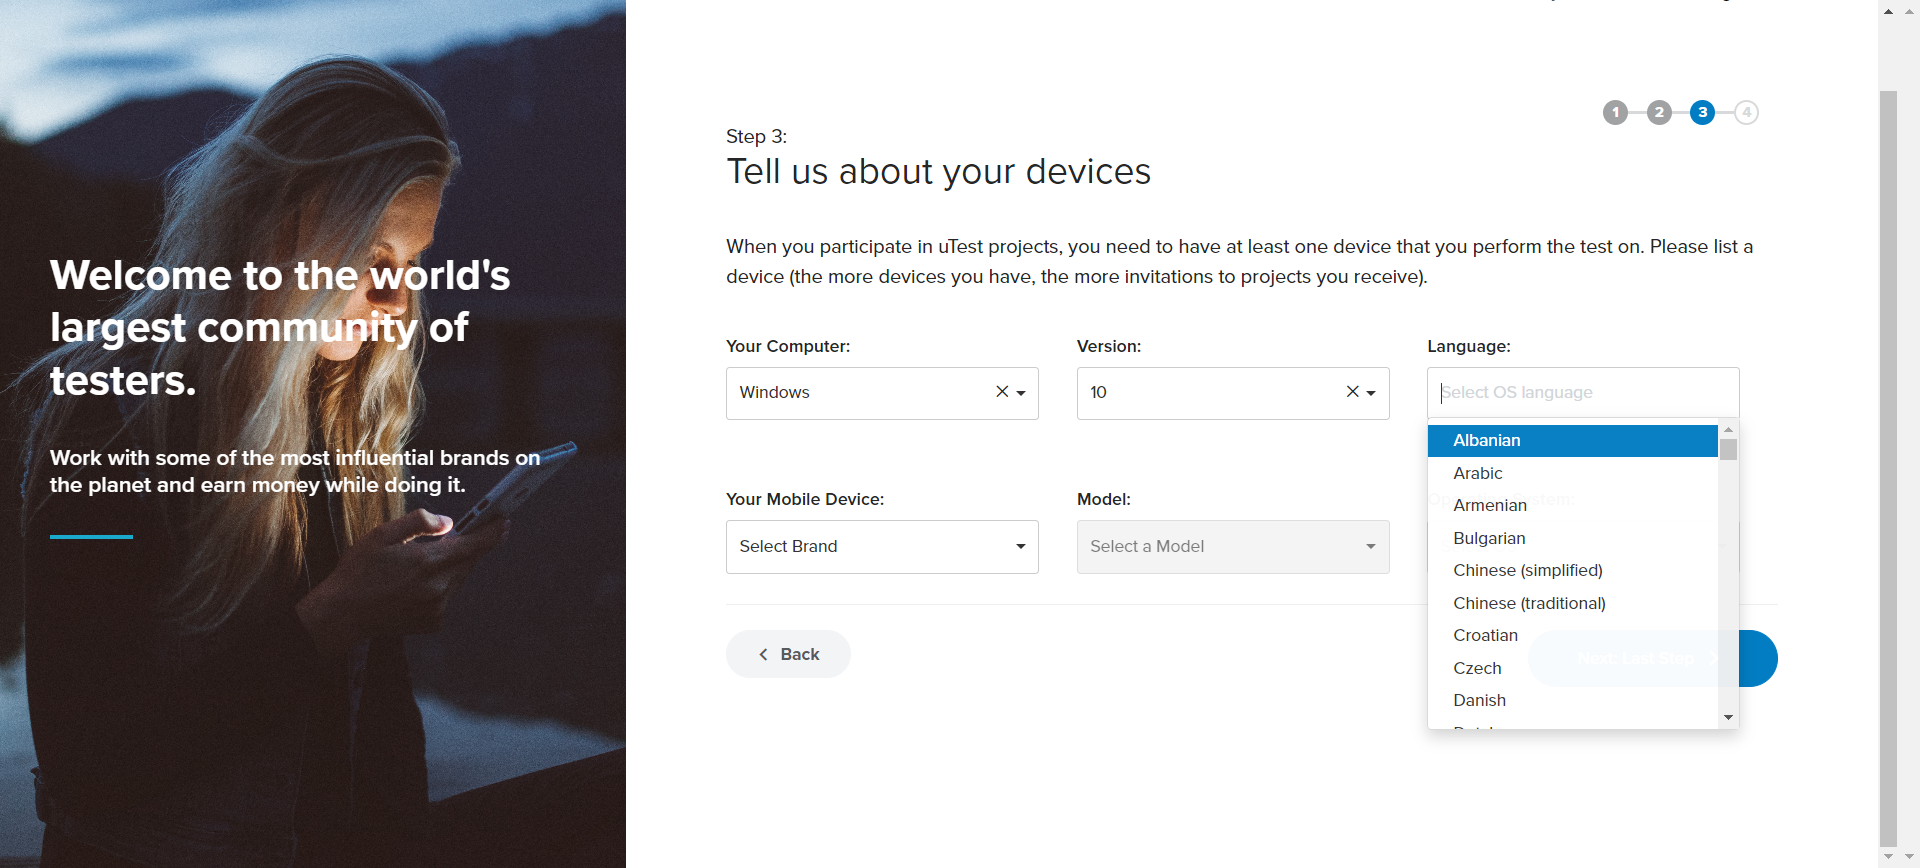 Welcome to the world's
largest community of
testers.
Work with some of the most influential brands on
the planet and earn money while doing it.
1 2 3 4
Step 3:
Tell us about your devices
When you participate in uTest projects, you need to have at least one device that you perform the test on. Please list a
device (the more devices you have, the more invitations to projects you receive).
Your Computer: Version: Language:
Windows 10 Select OS language
Albanian
Arabic
Armenian
Bulgarian
Chinese (simplified)
Chinese (traditional)
Croatian
Czech
Danish
Your Mobile Device: Model:
Select Brand Select a Model
Back Next: Last Step